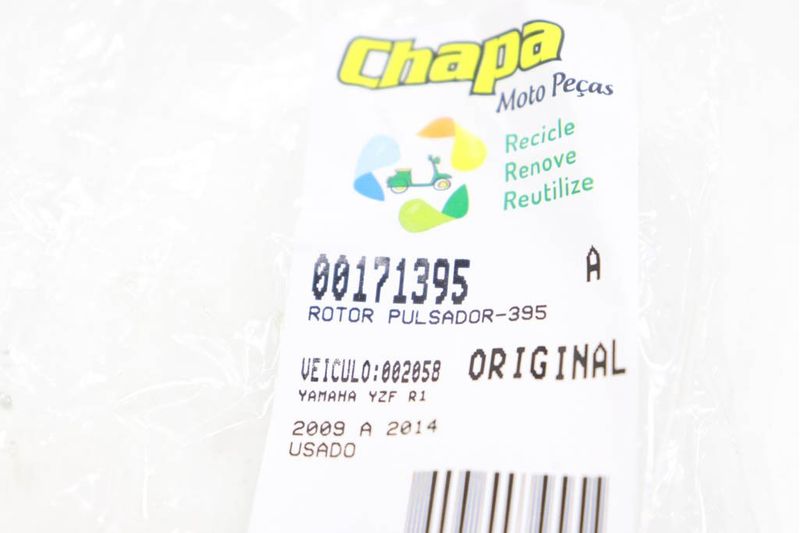 Chapa
Moto Peças
Recicle
Renove
Reutilize
00171395 A
ROTOR PULSADOR-395
VEICULO:002058 ORIGINAL
YAMAHA YZF R1
2009 A 2014
USADO